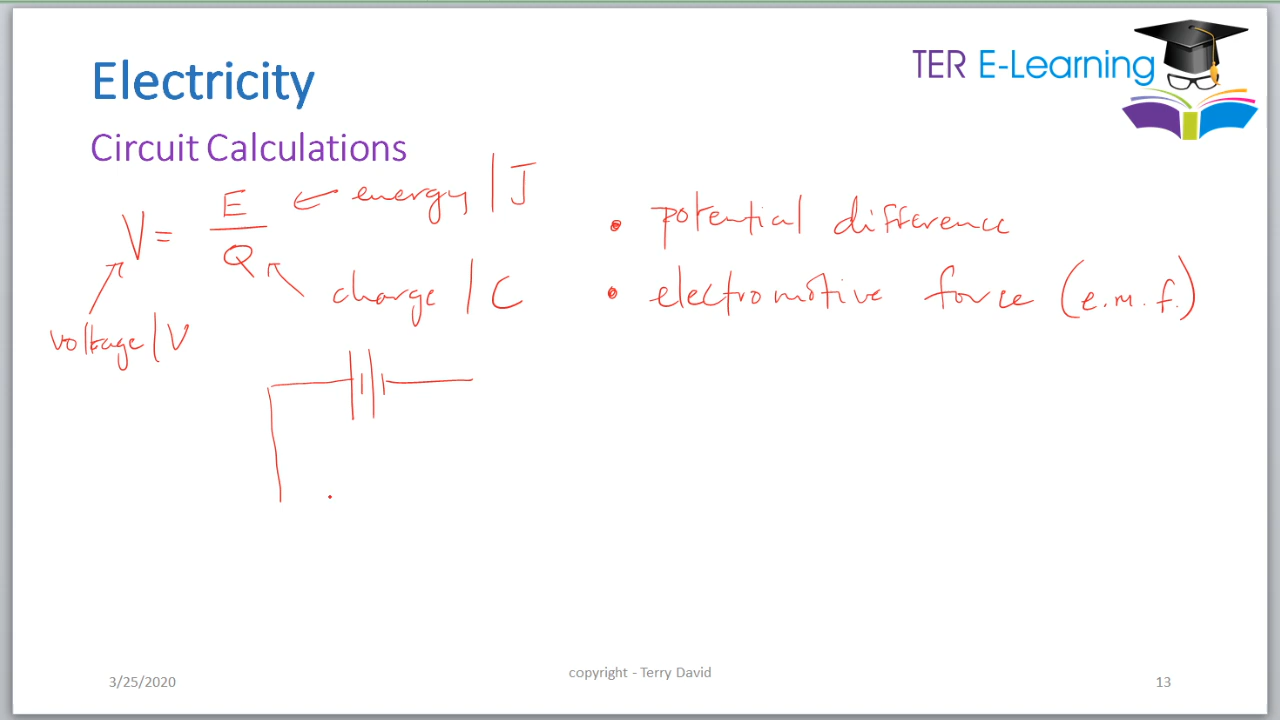 TER E-Learning
Electricity
Circuit Calculations
V = E / Q
← energy / J
charge / C
voltage / V
• potential difference
• electromotive force (e.m.f.)
3/25/2020
copyright - Terry David
13